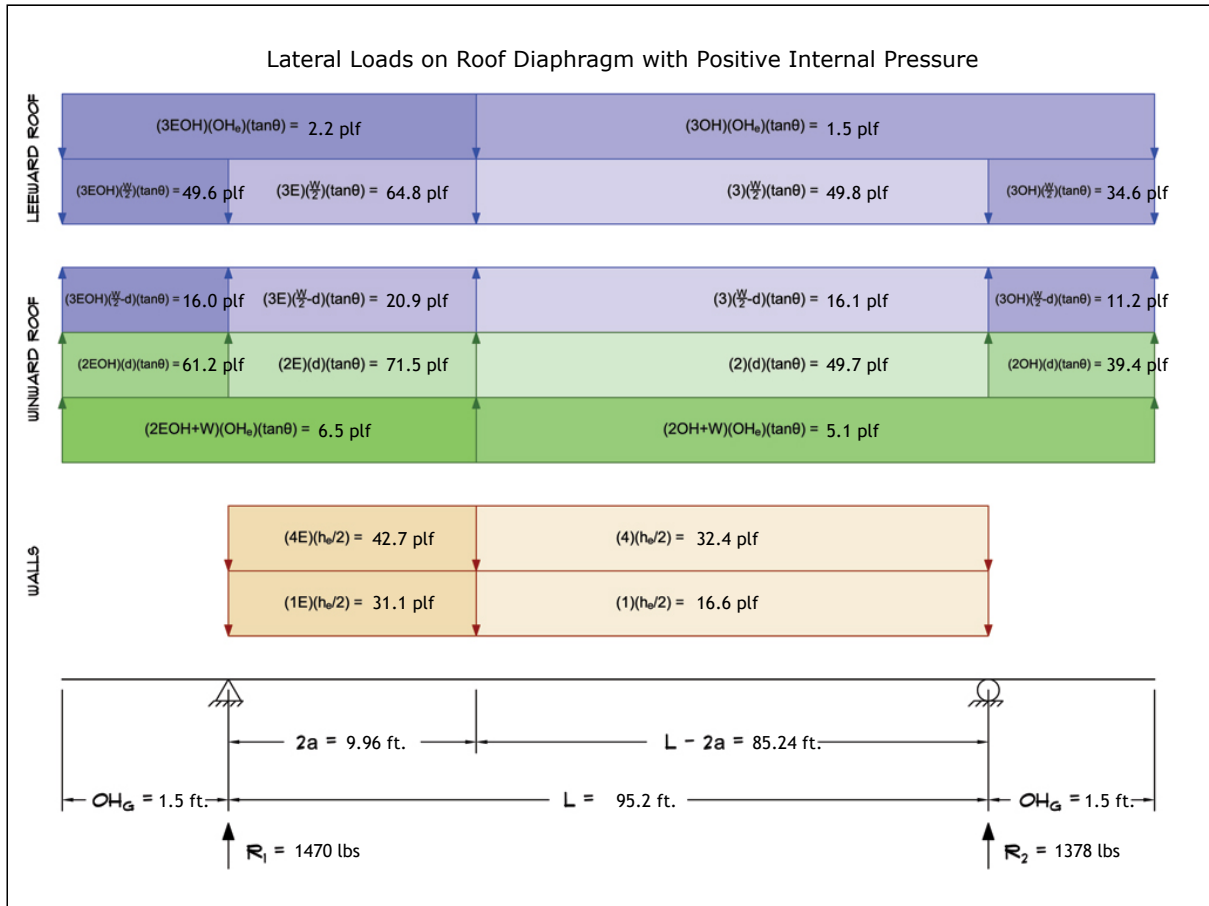 Lateral Loads on Roof Diaphragm with Positive Internal Pressure
LEEWARD ROOF
(3EOH)(OHₑ)(tanθ) = 2.2 plf
(3OH)(OHₑ)(tanθ) = 1.5 plf
(3EOH)(W/2)(tanθ) = 49.6 plf
(3E)(W/2)(tanθ) = 64.8 plf
(3)(W/2)(tanθ) = 49.8 plf
(3OH)(W/2)(tanθ) = 34.6 plf
WINWARD ROOF
(3EOH)(W/2-d)(tanθ) = 16.0 plf
(3E)(W/2-d)(tanθ) = 20.9 plf
(3)(W/2-d)(tanθ) = 16.1 plf
(3OH)(W/2-d)(tanθ) = 11.2 plf
(2EOH)(d)(tanθ) = 61.2 plf
(2E)(d)(tanθ) = 71.5 plf
(2)(d)(tanθ) = 49.7 plf
(2OH)(d)(tanθ) = 39.4 plf
(2EOH+W)(OHₑ)(tanθ) = 6.5 plf
(2OH+W)(OHₑ)(tanθ) = 5.1 plf
WALLS
(4E)(hₑ/2) = 42.7 plf
(4)(hₑ/2) = 32.4 plf
(1E)(hₑ/2) = 31.1 plf
(1)(hₑ/2) = 16.6 plf
2a = 9.96 ft.
L - 2a = 85.24 ft.
OH_G = 1.5 ft.
L = 95.2 ft.
OH_G = 1.5 ft.
R₁ = 1470 lbs
R₂ = 1378 lbs